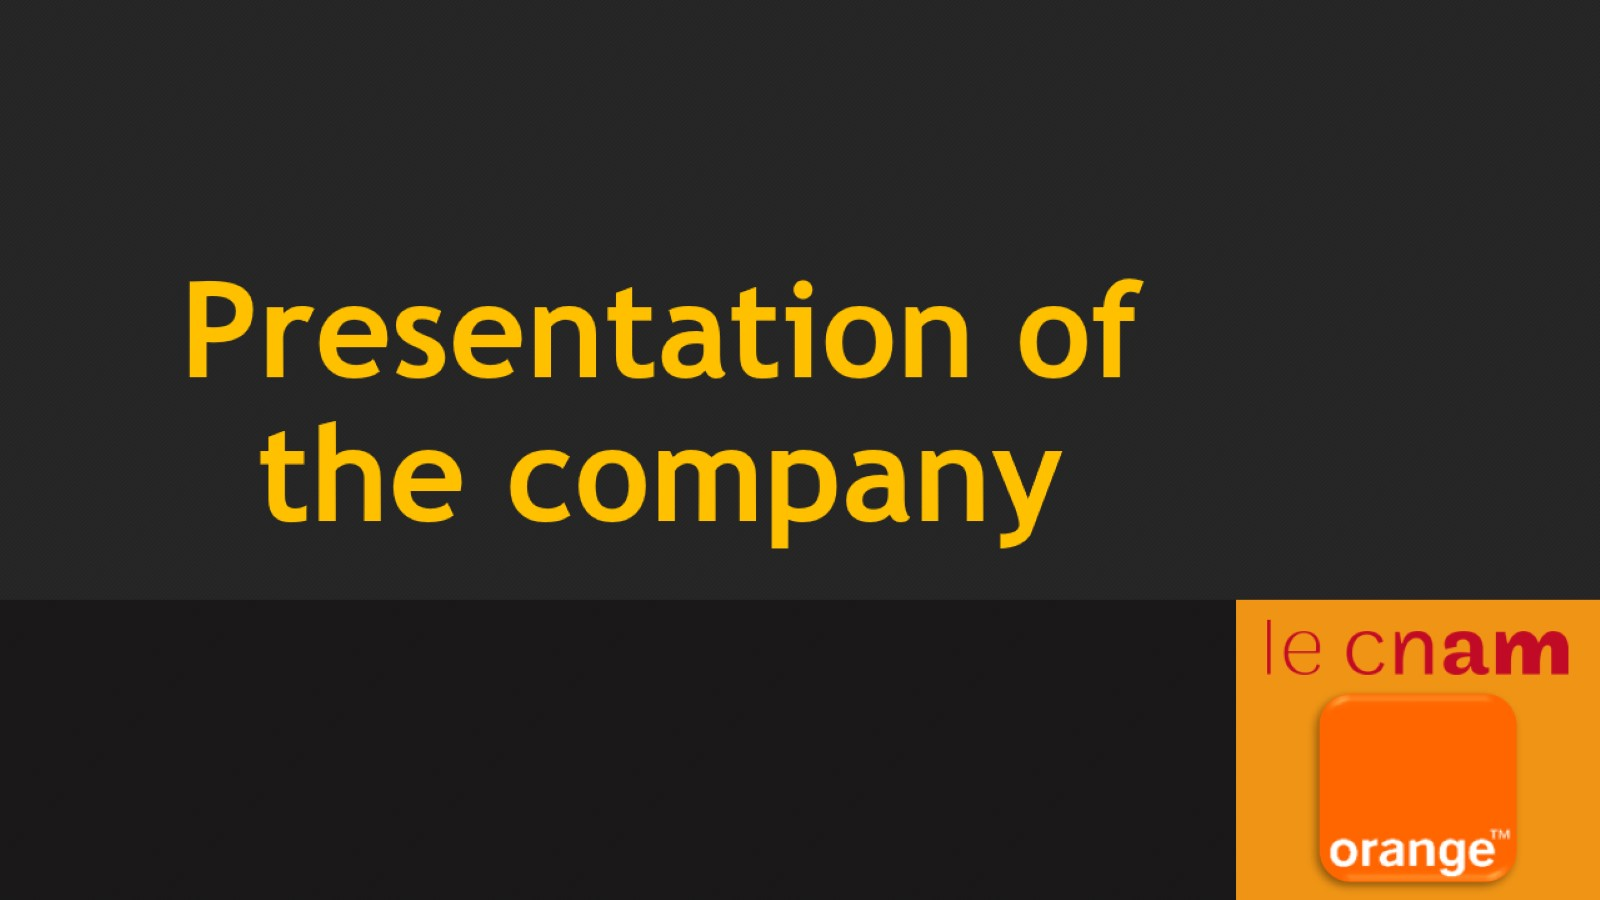 Presentation of
the company
le cnam
orange™